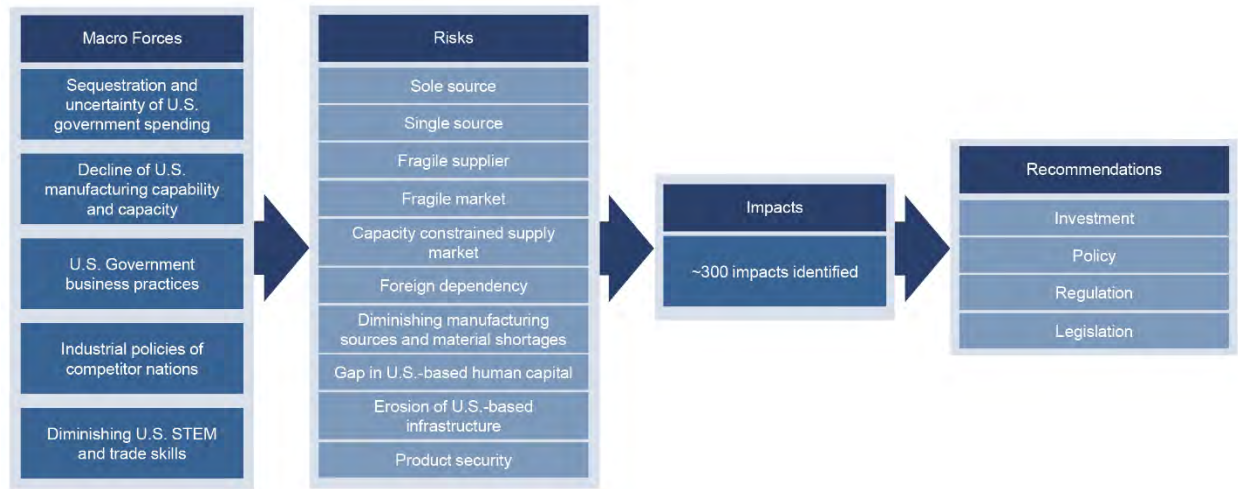 Macro Forces
Sequestration and
uncertainty of U.S.
government spending
Decline of U.S.
manufacturing capability
and capacity
U.S. Government
business practices
Industrial policies of
competitor nations
Diminishing U.S. STEM
and trade skills
Risks
Sole source
Single source
Fragile supplier
Fragile market
Capacity constrained supply
market
Foreign dependency
Diminishing manufacturing
sources and material shortages
Gap in U.S.-based human capital
Erosion of U.S.-based
infrastructure
Product security
Impacts
~300 impacts identified
Recommendations
Investment
Policy
Regulation
Legislation